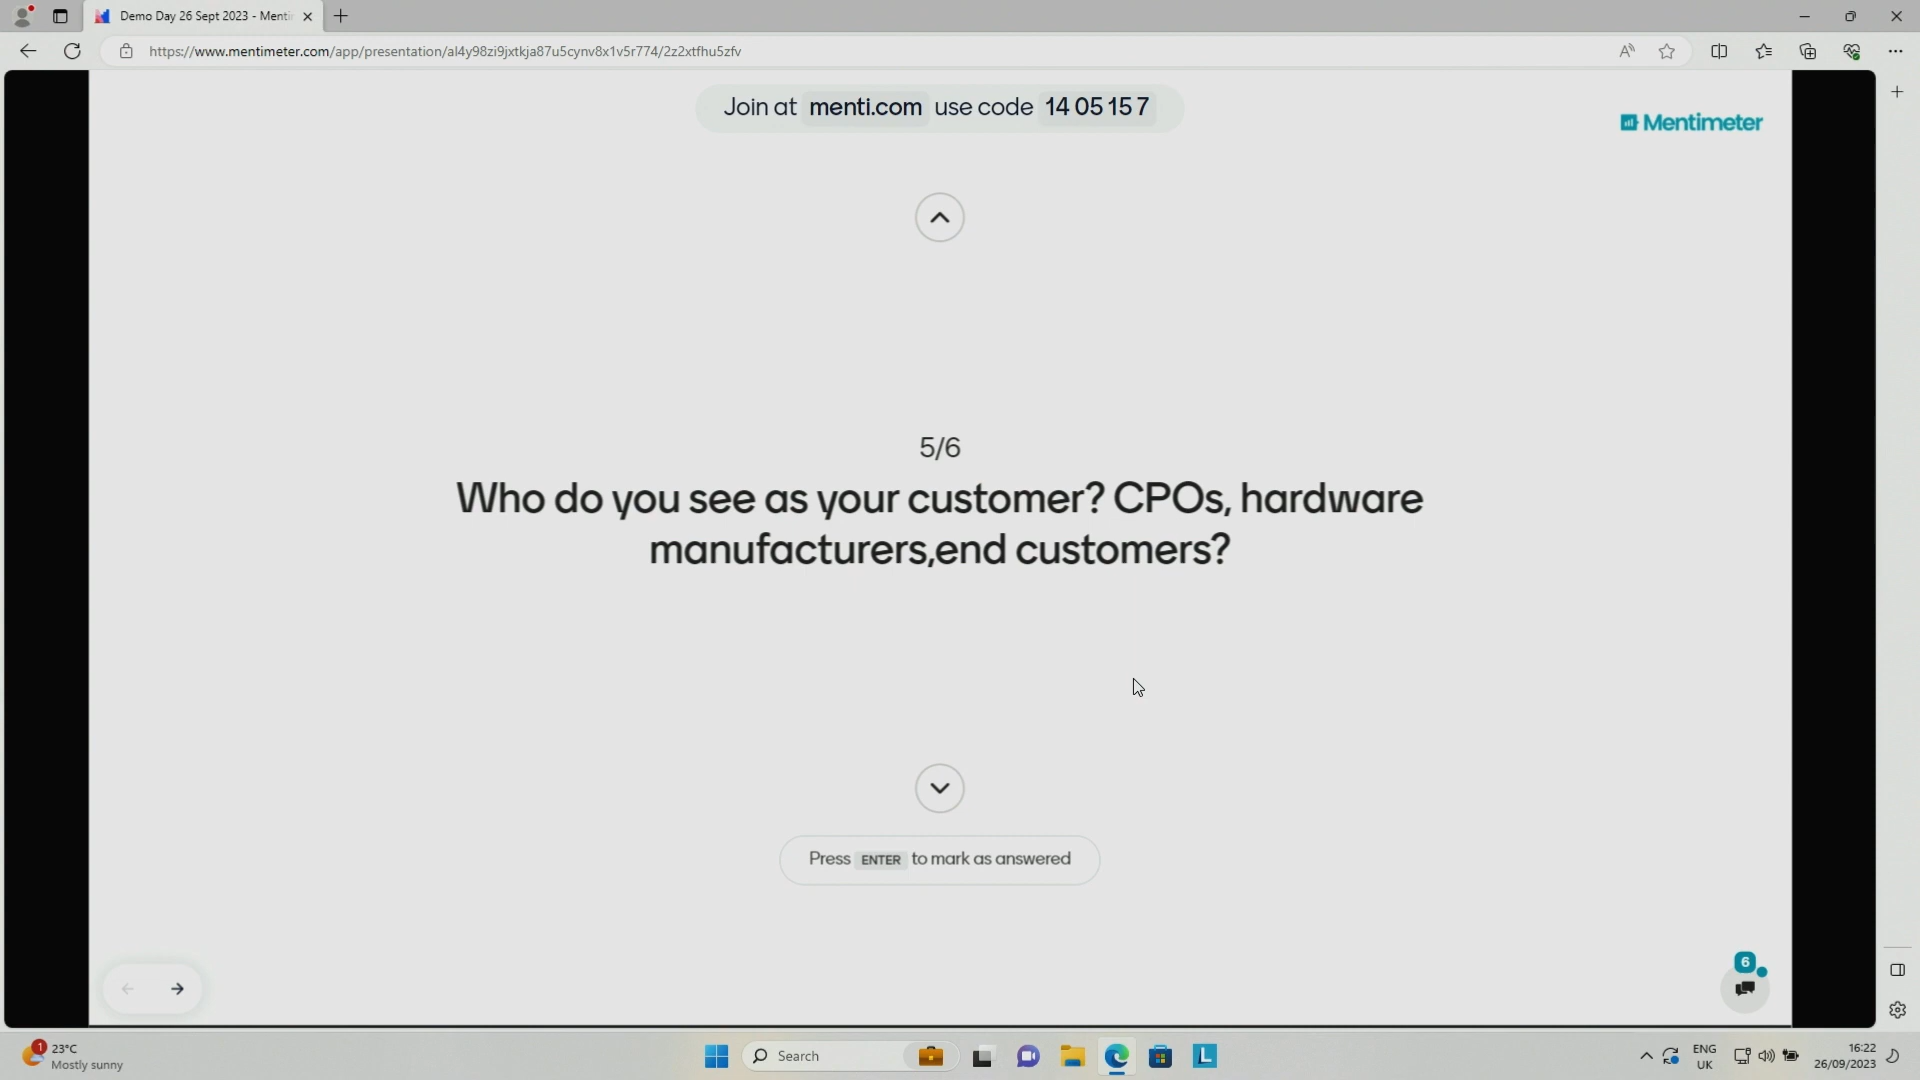 Demo Day 26 Sept 2023 - Menti
https://www.mentimeter.com/app/presentation/al4y98zi9jxtkja87u5cynv8x1v5r774/2z2xtfhu5zfv
Join at menti.com use code 14 05 15 7
Mentimeter
5/6
Who do you see as your customer? CPOs, hardware
manufacturers,end customers?
Press ENTER to mark as answered
6
1
23°C
Mostly sunny
Search
L
ENG
UK
16:22
26/09/2023